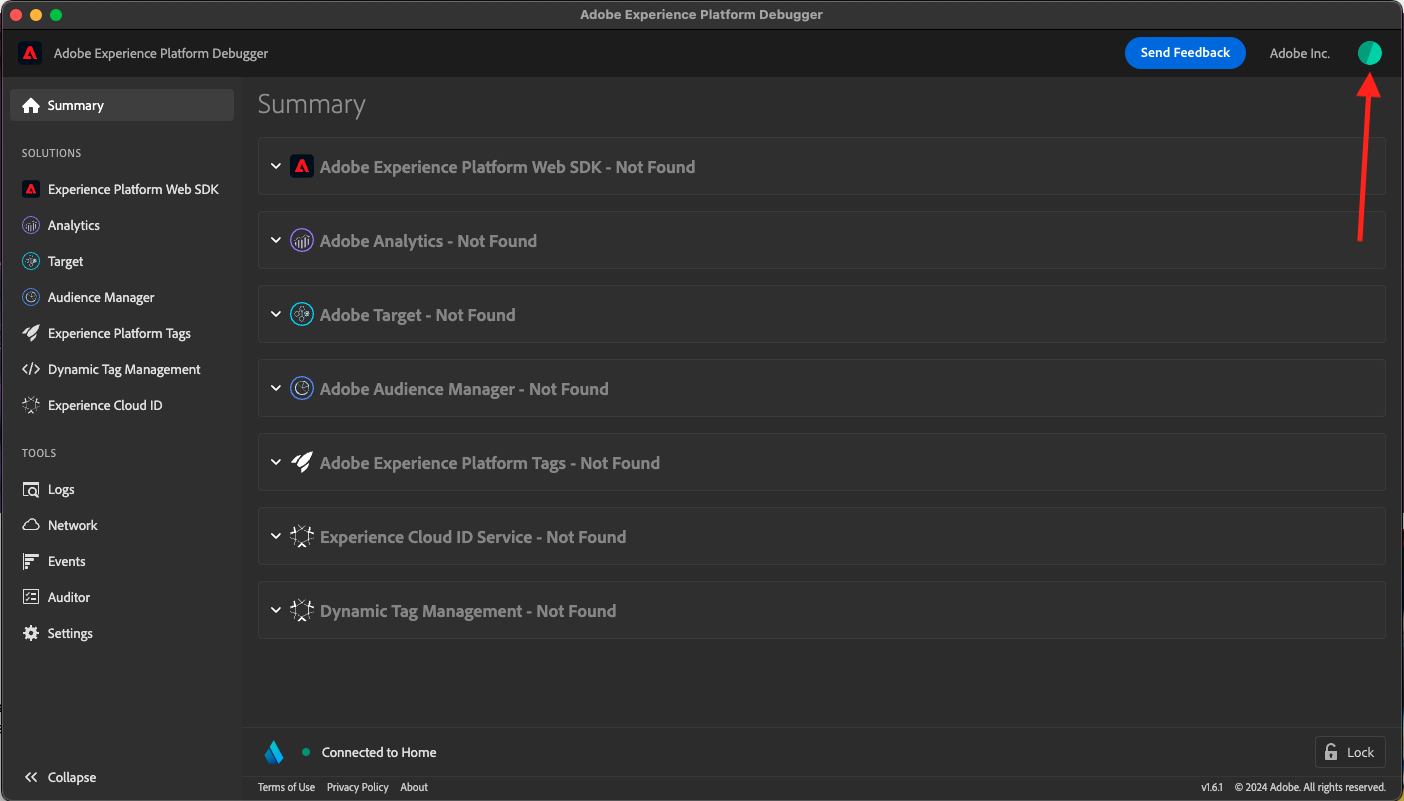 Adobe Experience Platform Debugger
Adobe Experience Platform Debugger
Send Feedback
Adobe Inc.
Summary
SOLUTIONS
Experience Platform Web SDK
Analytics
Target
Audience Manager
Experience Platform Tags
Dynamic Tag Management
Experience Cloud ID
TOOLS
Logs
Network
Events
Auditor
Settings
Collapse
Summary
Adobe Experience Platform Web SDK - Not Found
Adobe Analytics - Not Found
Adobe Target - Not Found
Adobe Audience Manager - Not Found
Adobe Experience Platform Tags - Not Found
Experience Cloud ID Service - Not Found
Dynamic Tag Management - Not Found
Connected to Home
Lock
Terms of Use Privacy Policy About
v1.6.1 © 2024 Adobe. All rights reserved.